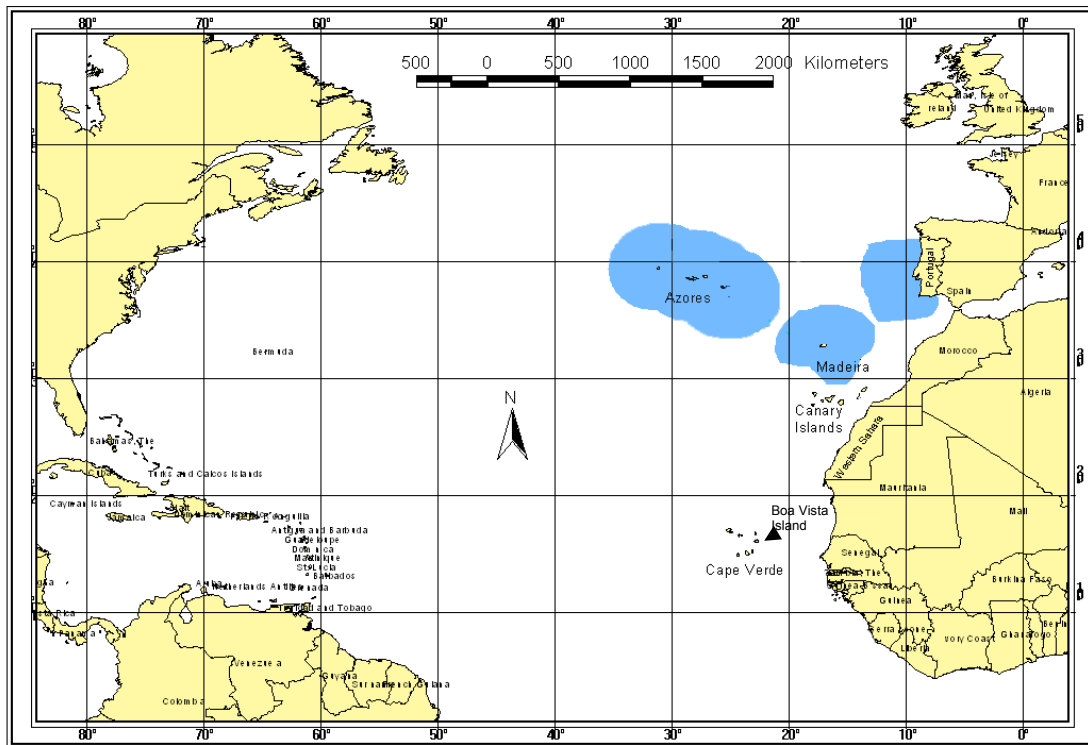 80° 70° 60° 50° 40° 30° 20° 10° 0°
500 0 500 1000 1500 2000 Kilometers
United Kingdom
France
Portugal
Spain
Azores
Madeira
Bermuda
Morocco
N
Canary
Islands
Algeria
Western Sahara
Bahamas, The
Cuba
Turks and Caicos Islands
Cayman Islands
Jamaica
Mauritania
Mali
Boa Vista
Island
Antigua and Barbuda
Guadeloupe
Dominica
Martinique
St. Lucia
Barbados
Grenada
Aruba
Netherlands Antilles
Trinidad and Tobago
Cape Verde
Senegal
Burkina Faso
Guinea
Sierra Leone
Liberia
Ivory Coast
Ghana
Togo
Panama
Venezuela
Guyana
French Guiana
Colombia
80° 70° 60° 50° 40° 30° 20° 10° 0°